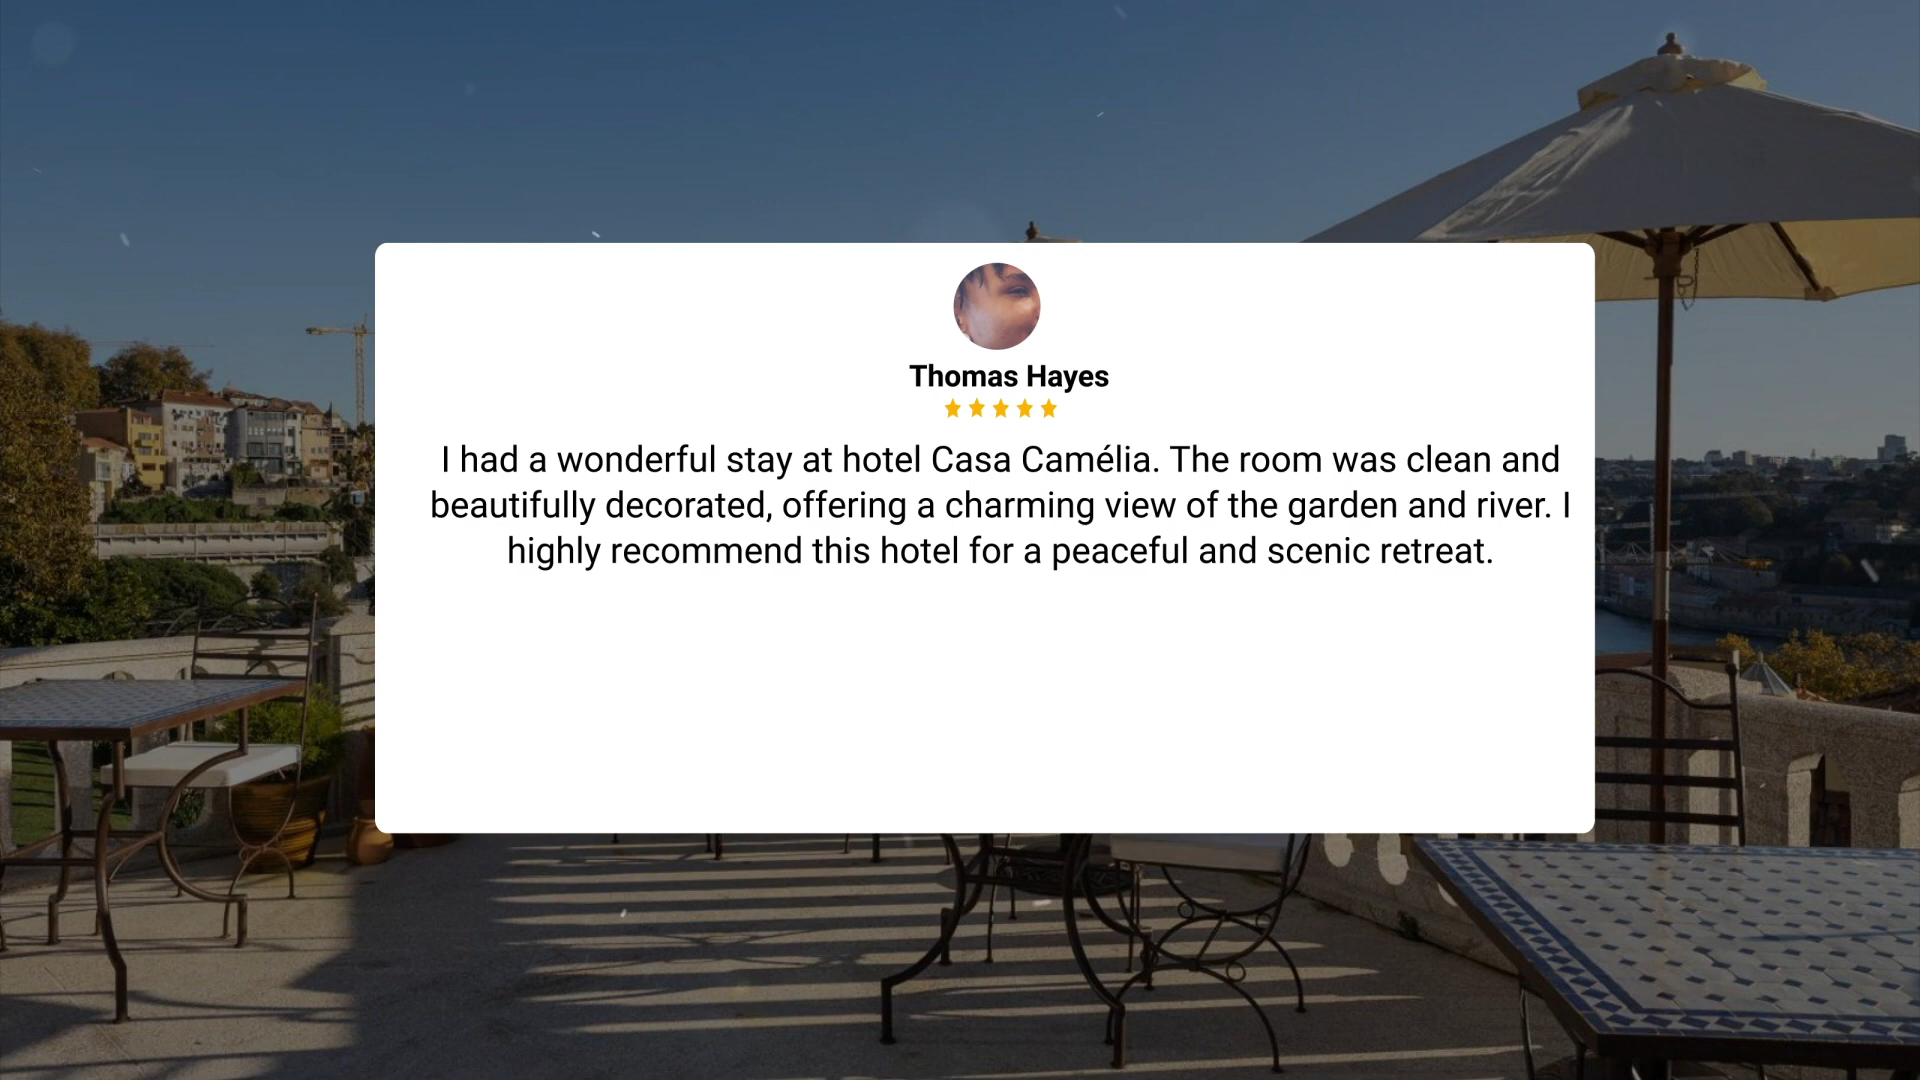 Thomas Hayes
I had a wonderful stay at hotel Casa Camélia. The room was clean and
beautifully decorated, offering a charming view of the garden and river. I
highly recommend this hotel for a peaceful and scenic retreat.